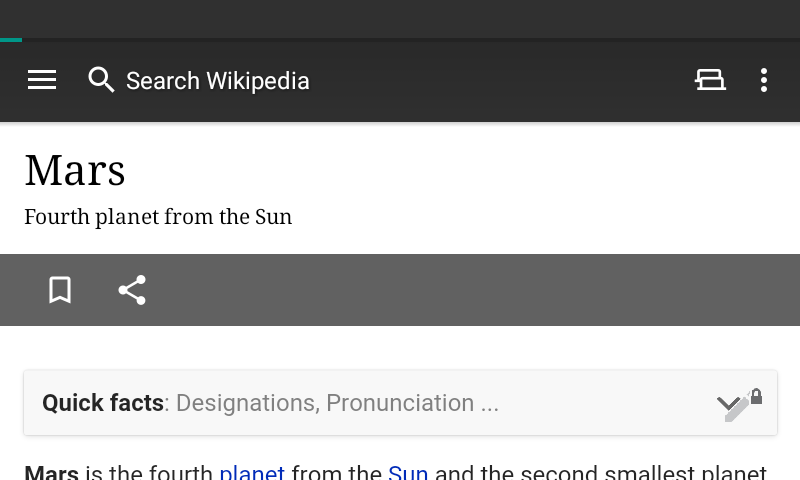 Search Wikipedia
Mars
Fourth planet from the Sun
Quick facts: Designations, Pronunciation ...
Mars is the fourth planet from the Sun and the second smallest planet